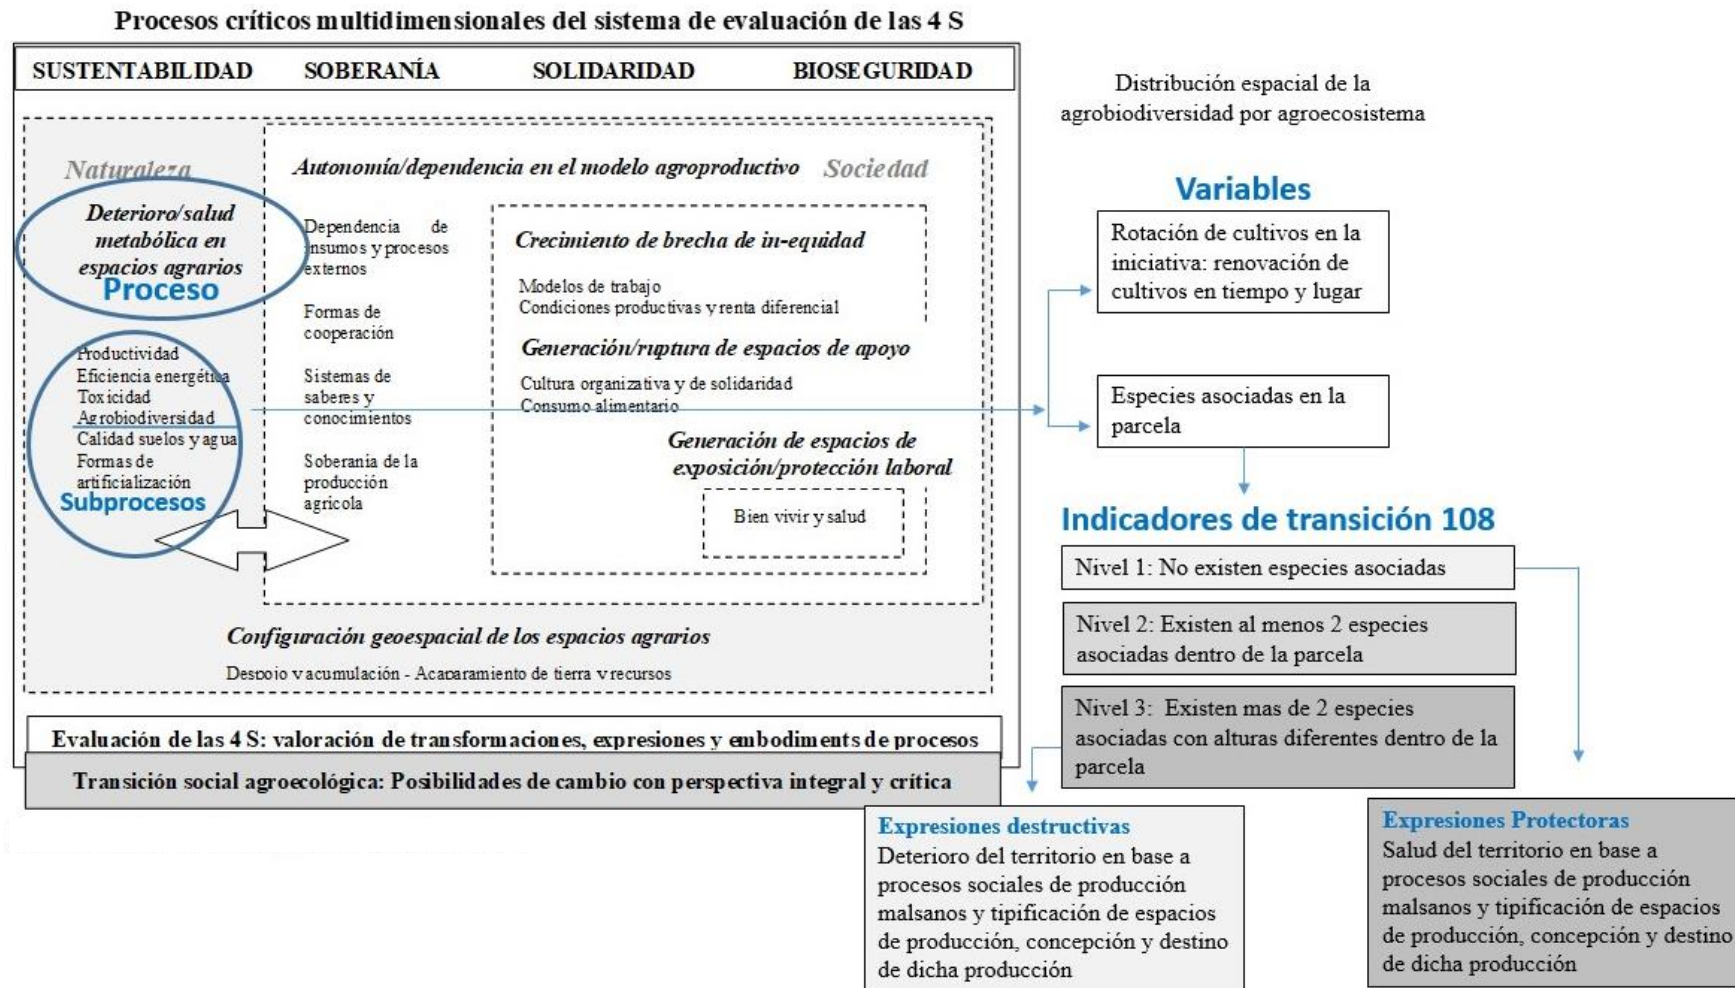 Procesos críticos multidimensionales del sistema de evaluación de las 4 S
SUSTENTABILIDAD SOBERANÍA SOLIDARIDAD BIOSEGURIDAD
Naturaleza
Deterioro/salud
metabólica en
espacios agrarios
Proceso
Productividad
Eficiencia energética
Toxicidad
Agrobiodiversidad
Calidad suelos y agua
Formas de
artificialización
Subprocesos
Autonomía/dependencia en el modelo agroproductivo Sociedad
Dependencia de
insumos y procesos
externos
Formas de
cooperación
Sistemas de
saberes y
conocimientos
Soberanía de la
producción
agrícola
Crecimiento de brecha de in-equidad
Modelos de trabajo
Condiciones productivas y renta diferencial
Generación/ruptura de espacios de apoyo
Cultura organizativa y de solidaridad
Consumo alimentario
Generación de espacios de
exposición/protección laboral
Bien vivir y salud
Configuración geoespacial de los espacios agrarios
Despojo y acumulación - Acaparamiento de tierra y recursos
Evaluación de las 4 S: valoración de transformaciones, expresiones y embodiments de procesos
Transición social agroecológica: Posibilidades de cambio con perspectiva integral y crítica
Distribución espacial de la
agrobiodiversidad por agroecosistema
Variables
Rotación de cultivos en la
iniciativa: renovación de
cultivos en tiempo y lugar
Especies asociadas en la
parcela
Indicadores de transición 108
Nivel 1: No existen especies asociadas
Nivel 2: Existen al menos 2 especies
asociadas dentro de la parcela
Nivel 3: Existen mas de 2 especies
asociadas con alturas diferentes dentro de la
parcela
Expresiones destructivas
Deterioro del territorio en base a
procesos sociales de producción
malsanos y tipificación de espacios
de producción, concepción y destino
de dicha producción
Expresiones Protectoras
Salud del territorio en base a
procesos sociales de producción
malsanos y tipificación de espacios
de producción, concepción y destino
de dicha producción